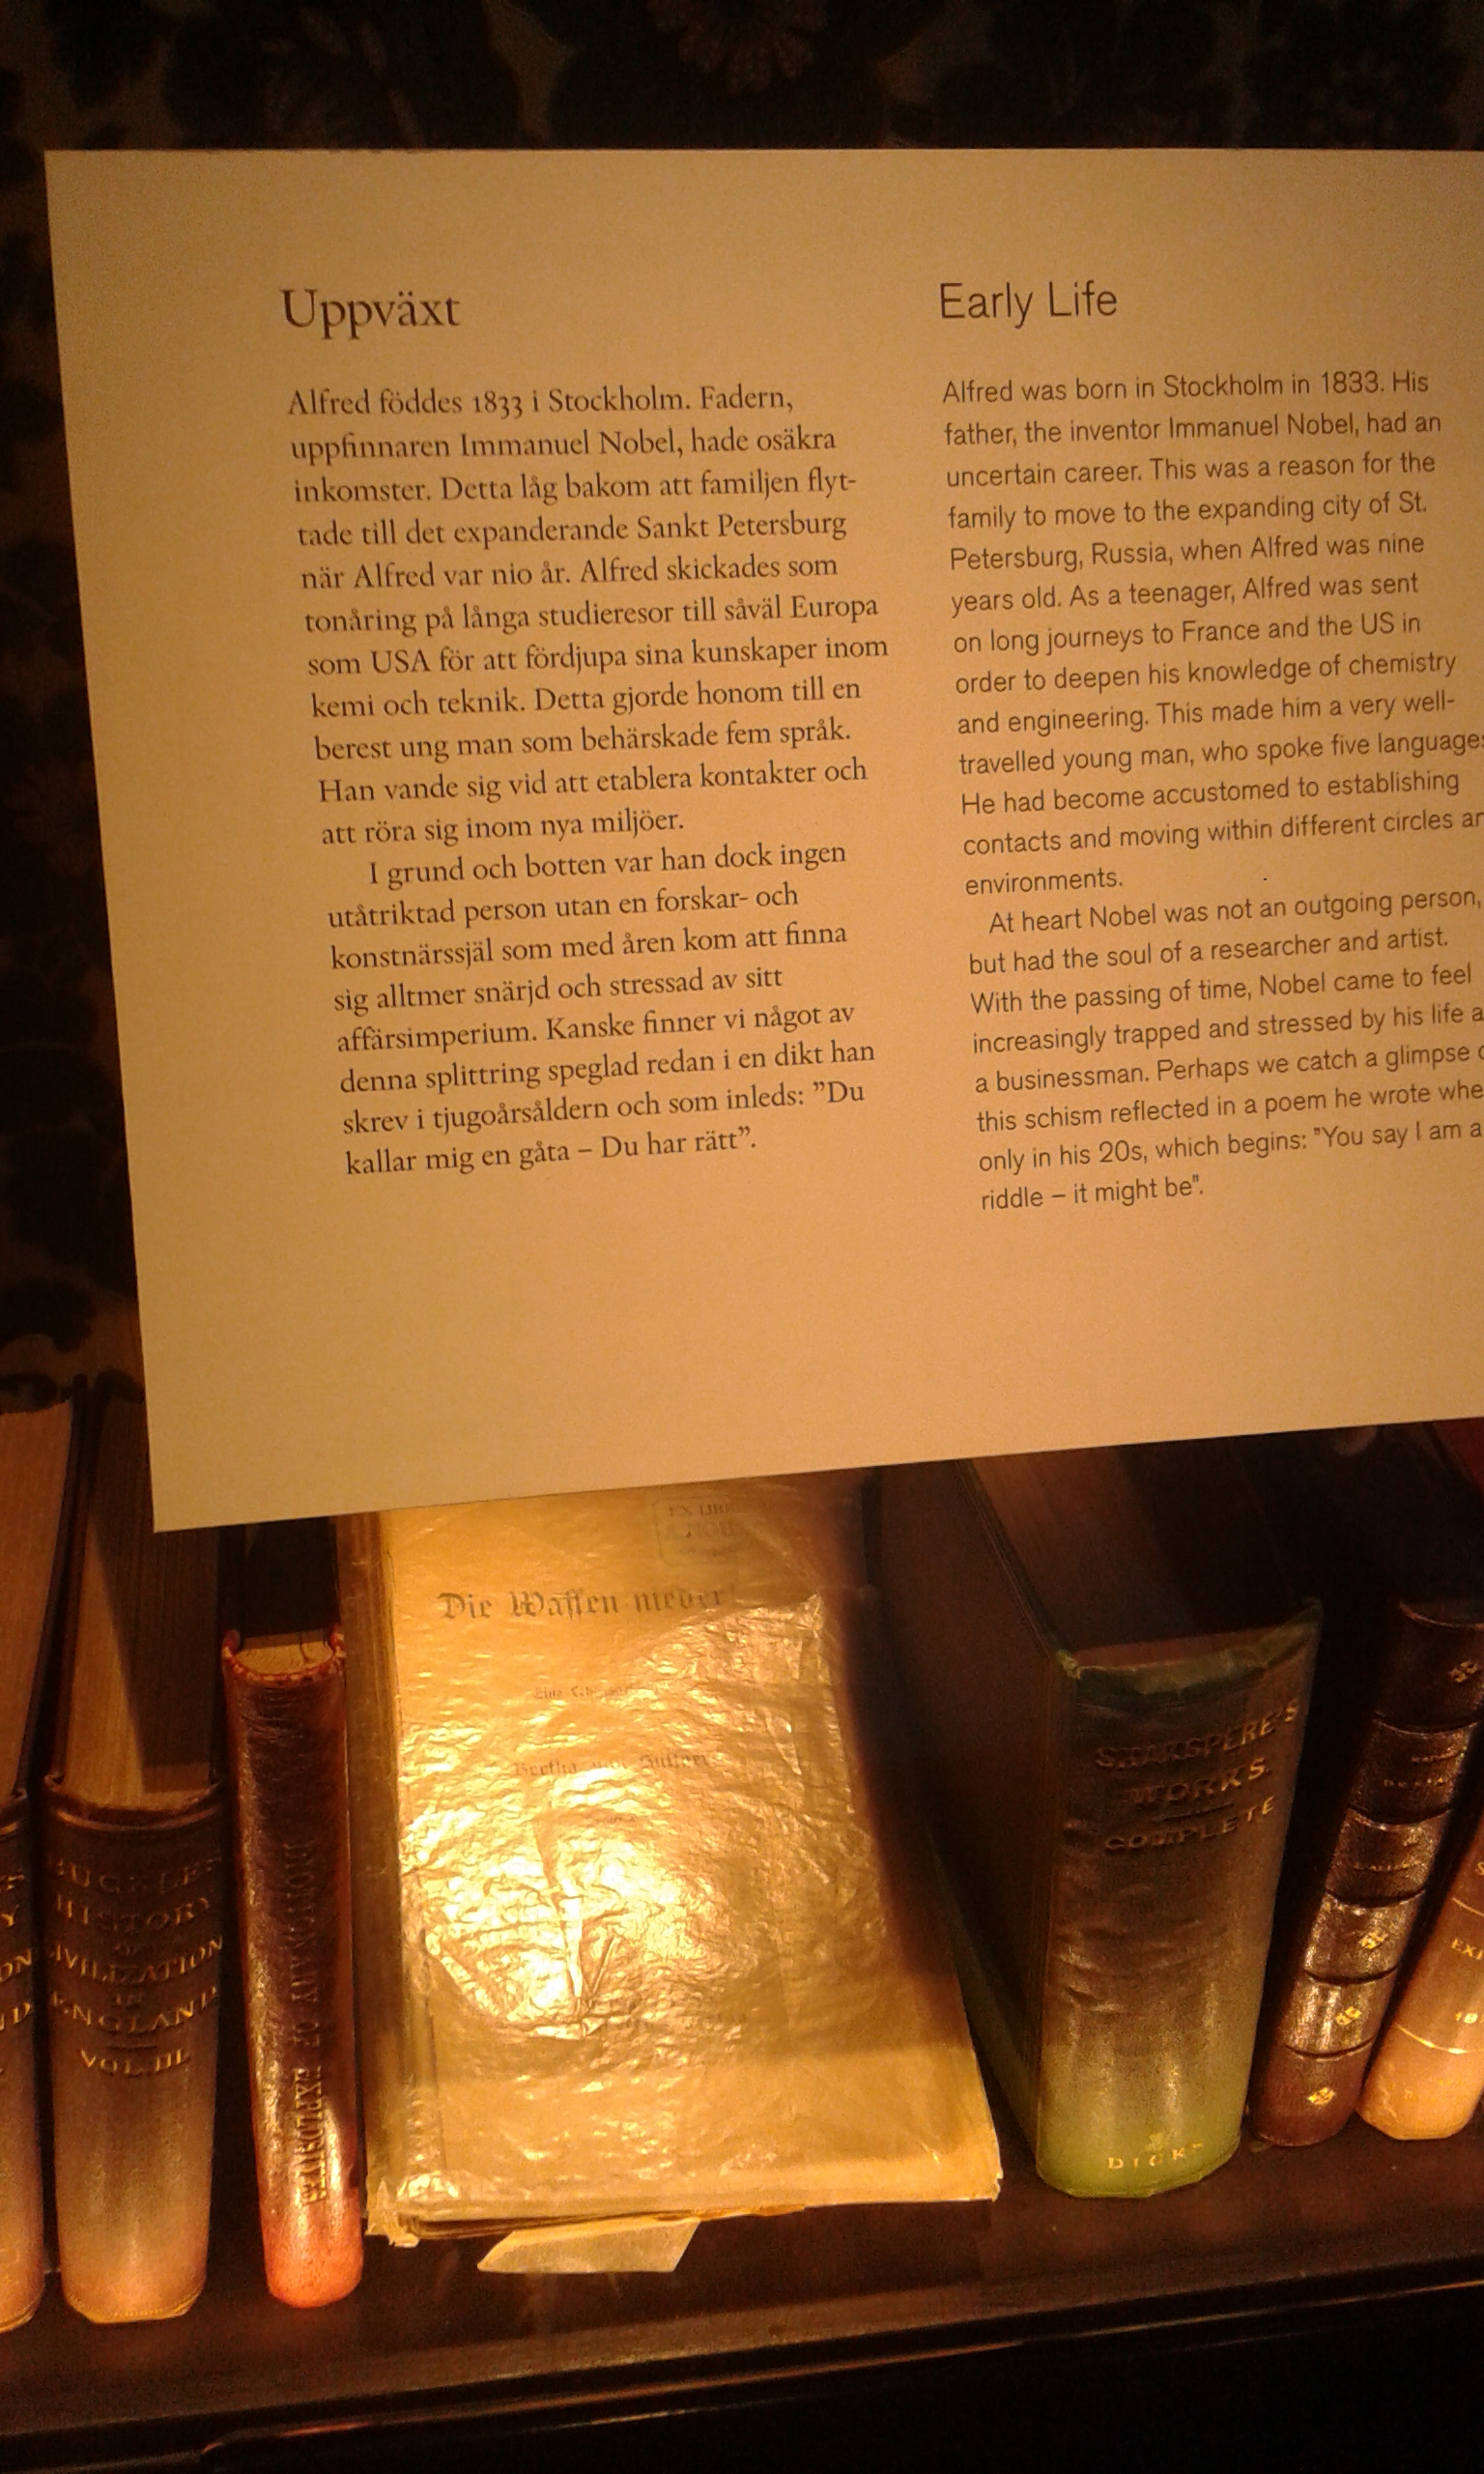 Uppväxt
Alfred föddes 1833 i Stockholm. Fadern,
uppfinnaren Immanuel Nobel, hade osäkra
inkomster. Detta låg bakom att familjen flyt-
tade till det expanderande Sankt Petersburg
när Alfred var nio år. Alfred skickades som
tonåring på långa studieresor till såväl Europa
som USA för att fördjupa sina kunskaper inom
kemi och teknik. Detta gjorde honom till en
berest ung man som behärskade fem språk.
Han vande sig vid att etablera kontakter och
att röra sig inom nya miljöer.
I grund och botten var han dock ingen
utåtriktad person utan en forskar- och
konstnärssjäl som med åren kom att finna
sig alltmer snärjd och stressad av sitt
affärsimperium. Kanske finner vi något av
denna splittring speglad redan i en dikt han
skrev i tjugoårsåldern och som inleds: ”Du
kallar mig en gåta – Du har rätt”.
Early Life
Alfred was born in Stockholm in 1833. His
father, the inventor Immanuel Nobel, had an
uncertain career. This was a reason for the
family to move to the expanding city of St.
Petersburg, Russia, when Alfred was nine
years old. As a teenager, Alfred was sent
on long journeys to France and the US in
order to deepen his knowledge of chemistry
and engineering. This made him a very well-
travelled young man, who spoke five languages
He had become accustomed to establishing
contacts and moving within different circles
environments.
At heart Nobel was not an outgoing person,
but had the soul of a researcher and artist.
With the passing of time, Nobel came to feel
increasingly trapped and stressed by his life
a businessman. Perhaps we catch a glimpse
this schism reflected in a poem he wrote
only in his 20s, which begins: "You say I am a
riddle – it might be".
EX LIBR
Die Waffen nieder
Bertha von
BUCKLE'S
HISTORY
OF
CIVILIZATION
IN
ENGLAND
VOL. III.
DICTIONARY OF EXPLOSIVES
SHAKSPERE'S
WORKS.
COMPLETE
DICKS